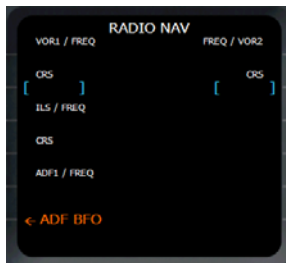 RADIO NAV
VOR1 / FREQ FREQ / VOR2
CRS CRS
[ ] [ ]
ILS / FREQ
CRS
ADF1 / FREQ
← ADF BFO